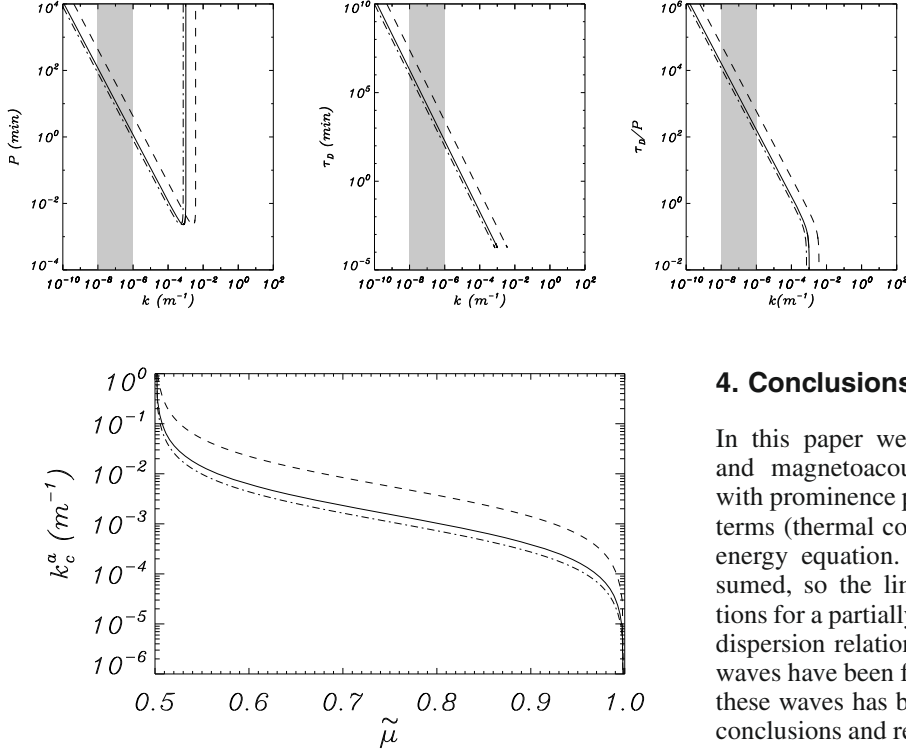 10^4
10^2
10^0
10^-2
10^-4
P (min)
10^-10 10^-8 10^-6 10^-4 10^-2 10^0 10^2
k (m^-1)
10^10
10^5
10^0
10^-5
τ_D (min)
10^-10 10^-8 10^-6 10^-4 10^-2 10^0 10^2
k (m^-1)
10^6
10^4
10^2
10^0
10^-2
τ_D/P
10^-10 10^-8 10^-6 10^-4 10^-2 10^0
k(m^-1)
10^0
10^-1
10^-2
10^-3
10^-4
10^-5
10^-6
k_c^a (m^-1)
0.5 0.6 0.7 0.8 0.9 1.0
μ̃
4. Conclusions
In this paper we
and magnetoacou
with prominence p
terms (thermal co
energy equation.
sumed, so the lin
tions for a partially
dispersion relation
waves have been f
these waves has b
conclusions and re